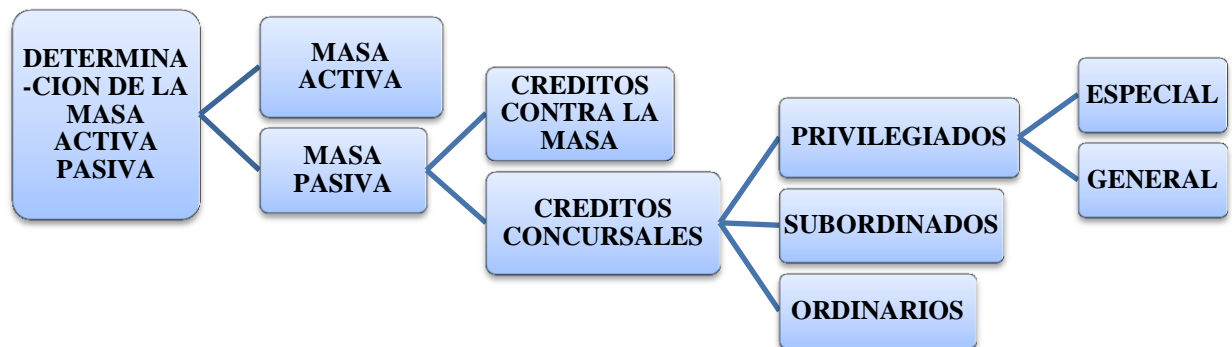 DETERMINA
-CION DE LA
MASA
ACTIVA
PASIVA
MASA
ACTIVA
MASA
PASIVA
CREDITOS
CONTRA LA
MASA
CREDITOS
CONCURSALES
PRIVILEGIADOS
SUBORDINADOS
ORDINARIOS
ESPECIAL
GENERAL